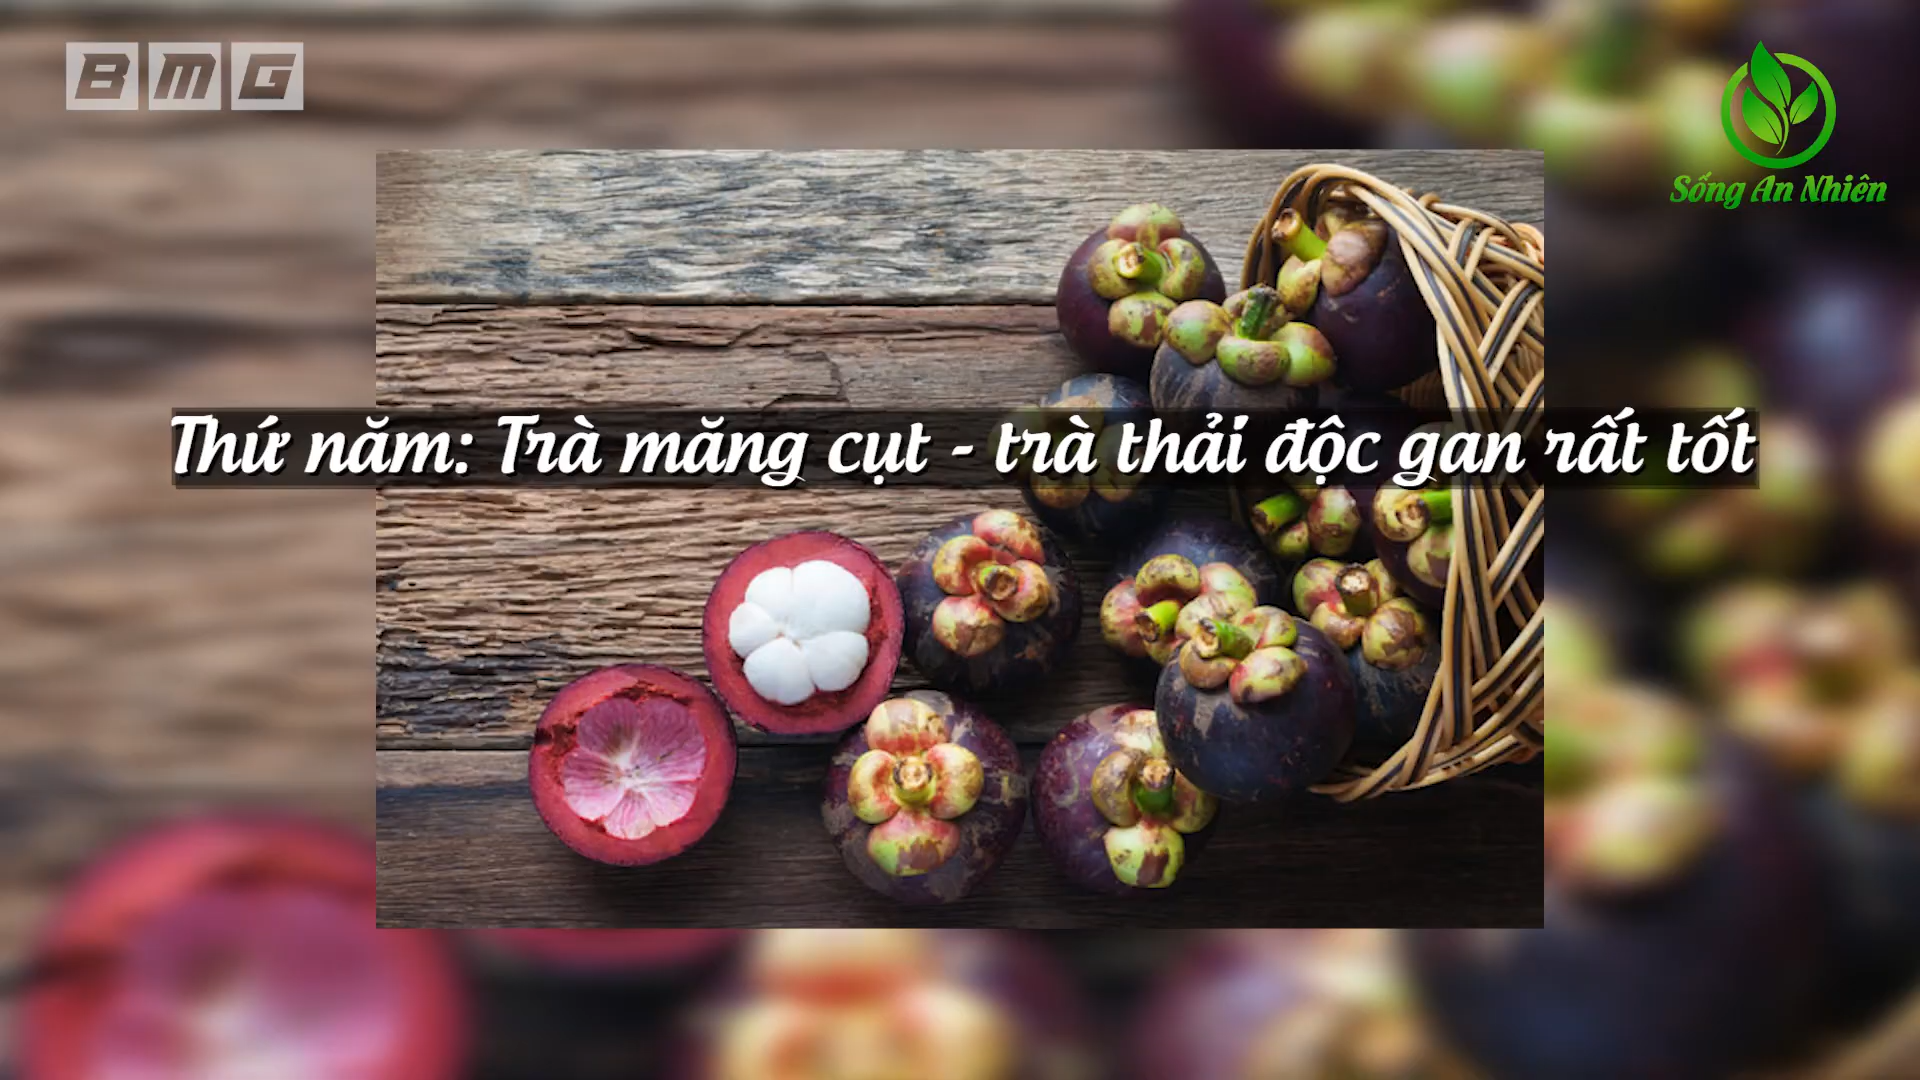 BMG
Sống An Nhiên
Thứ năm: Trà măng cụt - trà thải độc gan rất tốt